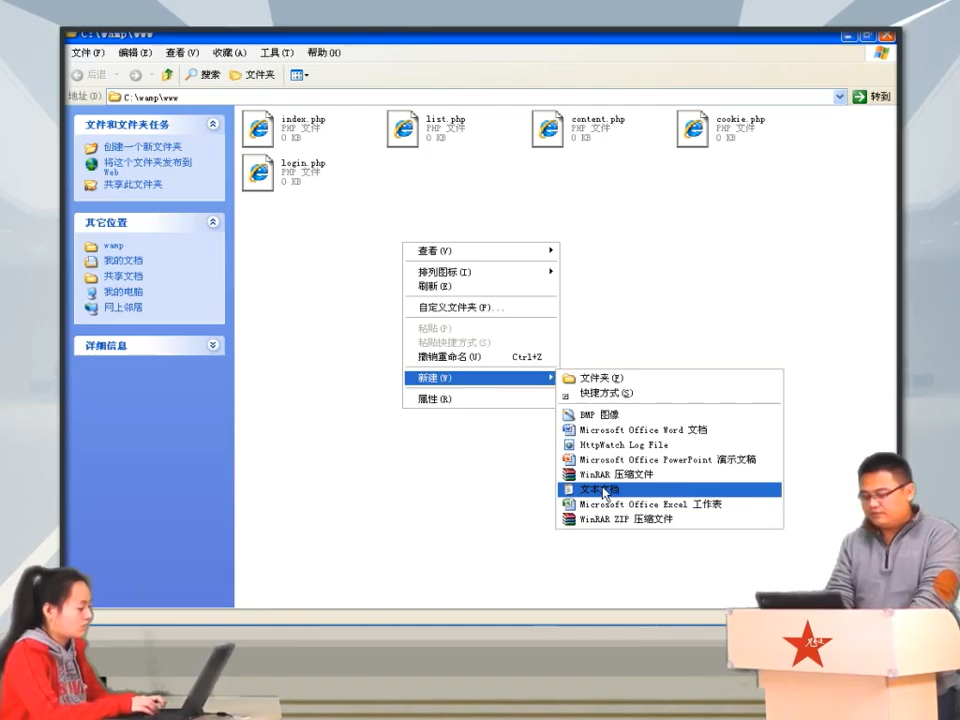 C:\wamp\www
文件(F) 编辑(E) 查看(V) 收藏(A) 工具(T) 帮助(H)
后退 搜索 文件夹
地址(D) C:\wamp\www 转到
文件和文件夹任务
创建一个新文件夹
将这个文件夹发布到
Web
共享此文件夹
其它位置
wamp
我的文档
共享文档
我的电脑
网上邻居
详细信息
index.php
PHP 文件
0 KB
list.php
PHP 文件
0 KB
content.php
PHP 文件
0 KB
cookie.php
PHP 文件
0 KB
login.php
PHP 文件
0 KB
查看(V)
排列图标(I)
刷新(E)
自定义文件夹(F)...
粘贴(P)
粘贴快捷方式(S)
撤销重命名(U) Ctrl+Z
新建(W)
属性(R)
文件夹(F)
快捷方式(S)
BMP 图像
Microsoft Office Word 文档
HttpWatch Log File
Microsoft Office PowerPoint 演示文稿
WinRAR 压缩文件
文本文档
Microsoft Office Excel 工作表
WinRAR ZIP 压缩文件